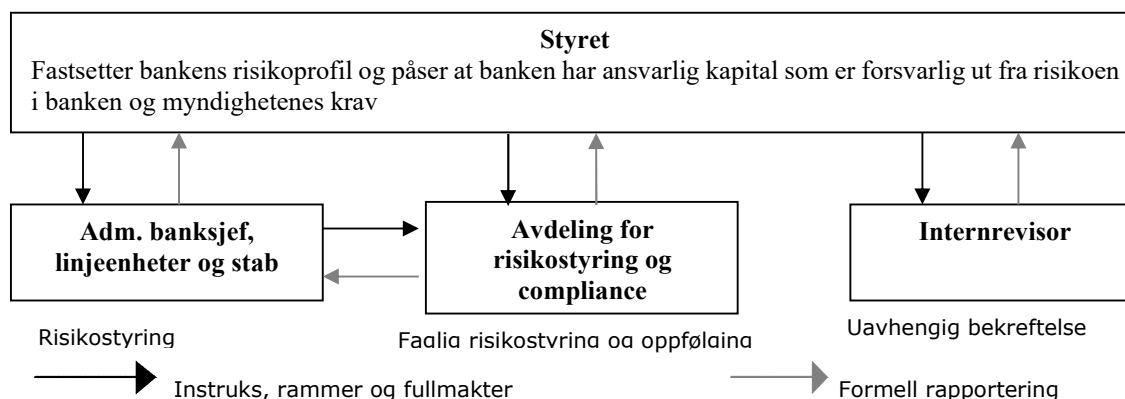 Styret
Fastsetter bankens risikoprofil og påser at banken har ansvarlig kapital som er forsvarlig ut fra risikoen
i banken og myndighetenes krav
Adm. banksjef,
linjeenheter og stab
Avdeling for
risikostyring og
compliance
Internrevisor
Risikostyring
Faglig risikostyring og oppfølging
Uavhengig bekreftelse
Instruks, rammer og fullmakter
Formell rapportering